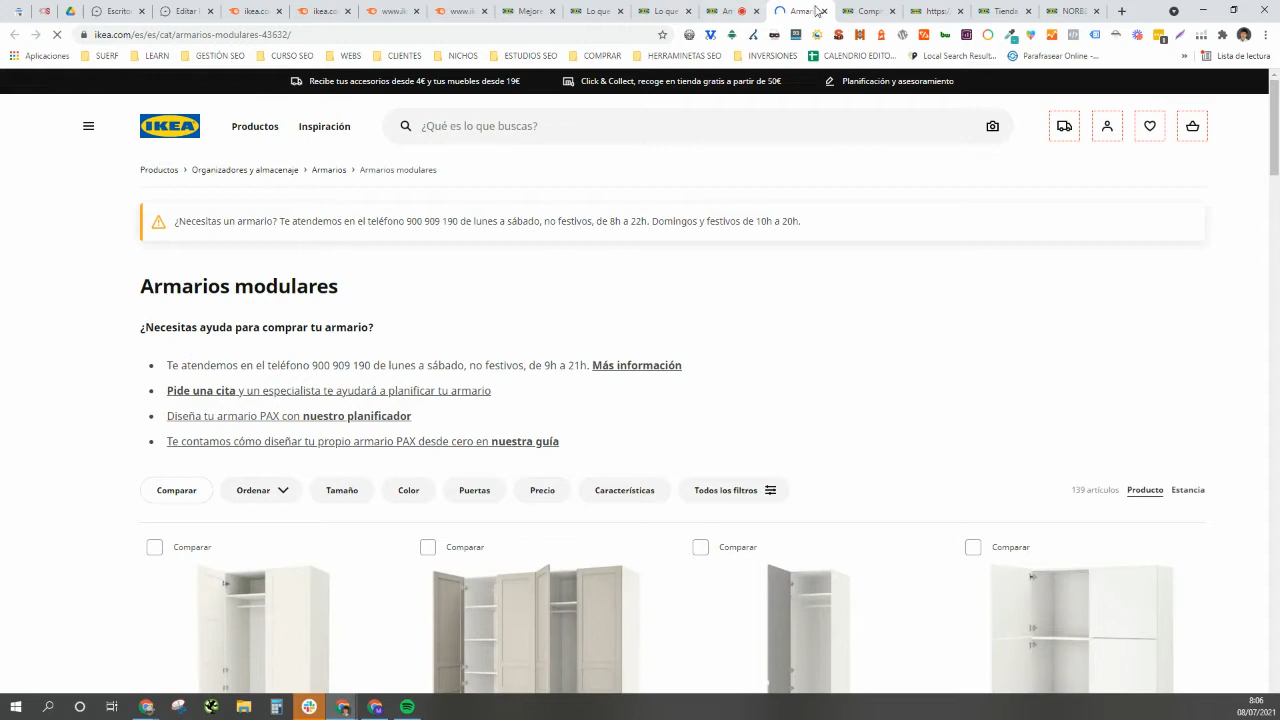 Escrito
Editar
ikea.co
ikea.co
www.ik
www.ik
Mejore
Lo que
Lo que
Armari
Compr
https:/
Tienda
NORBE
ikea.com/es/es/cat/armarios-modulares-43632/
Aplicaciones SUERF LEARN GESTIÓN SEO CURSO SEO WEBS CLIENTES NICHOS ESTUDIOS SEO COMPRAR HERRAMINETAS SEO INVERSIONES CALENDARIO EDITO... Local Search Result... Parafrasear Online -... » Lista de lectura
Recibe tus accesorios desde 4€ y tus muebles desde 19€ Click & Collect, recoge en tienda gratis a partir de 50€ Planificación y asesoramiento
IKEA Productos Inspiración ¿Qué es lo que buscas?
Productos › Organizadores y almacenaje › Armarios › Armarios modulares
¿Necesitas un armario? Te atendemos en el teléfono 900 909 190 de lunes a sábado, no festivos, de 8h a 22h. Domingos y festivos de 10h a 20h.
Armarios modulares
¿Necesitas ayuda para comprar tu armario?
• Te atendemos en el teléfono 900 909 190 de lunes a sábado, no festivos, de 9h a 21h. Más información
• Pide una cita y un especialista te ayudará a planificar tu armario
• Diseña tu armario PAX con nuestro planificador
• Te contamos cómo diseñar tu propio armario PAX desde cero en nuestra guía
Comparar Ordenar Tamaño Color Puertas Precio Características Todos los filtros 139 artículos Producto Estancia
Comparar Comparar Comparar Comparar
8:06
08/07/2021